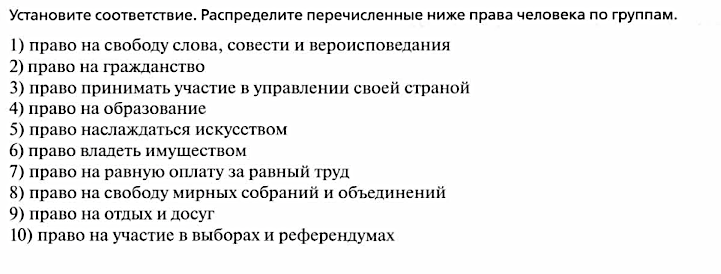 Установите соответствие. Распределите перечисленные ниже права человека по группам.
1) право на свободу слова, совести и вероисповедания
2) право на гражданство
3) право принимать участие в управлении своей страной
4) право на образование
5) право наслаждаться искусством
6) право владеть имуществом
7) право на равную оплату за равный труд
8) право на свободу мирных собраний и объединений
9) право на отдых и досуг
10) право на участие в выборах и референдумах